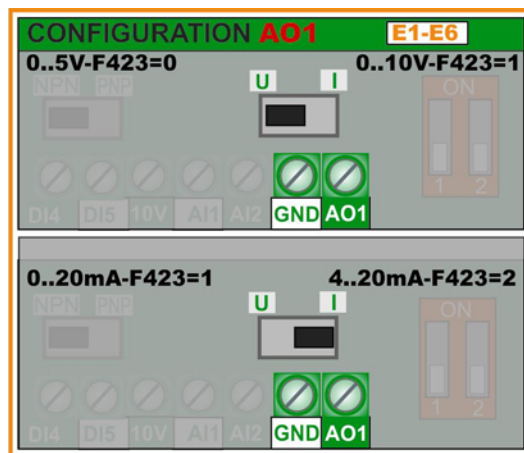 CONFIGURATION AO1 E1-E6
0..5V-F423=0 0..10V-F423=1
NPN PNP U I ON
1 2
DI4 DI5 10V AI1 AI2 GND AO1
0..20mA-F423=1 4..20mA-F423=2
NPN PNP U I ON
1 2
DI4 DI5 10V AI1 AI2 GND AO1